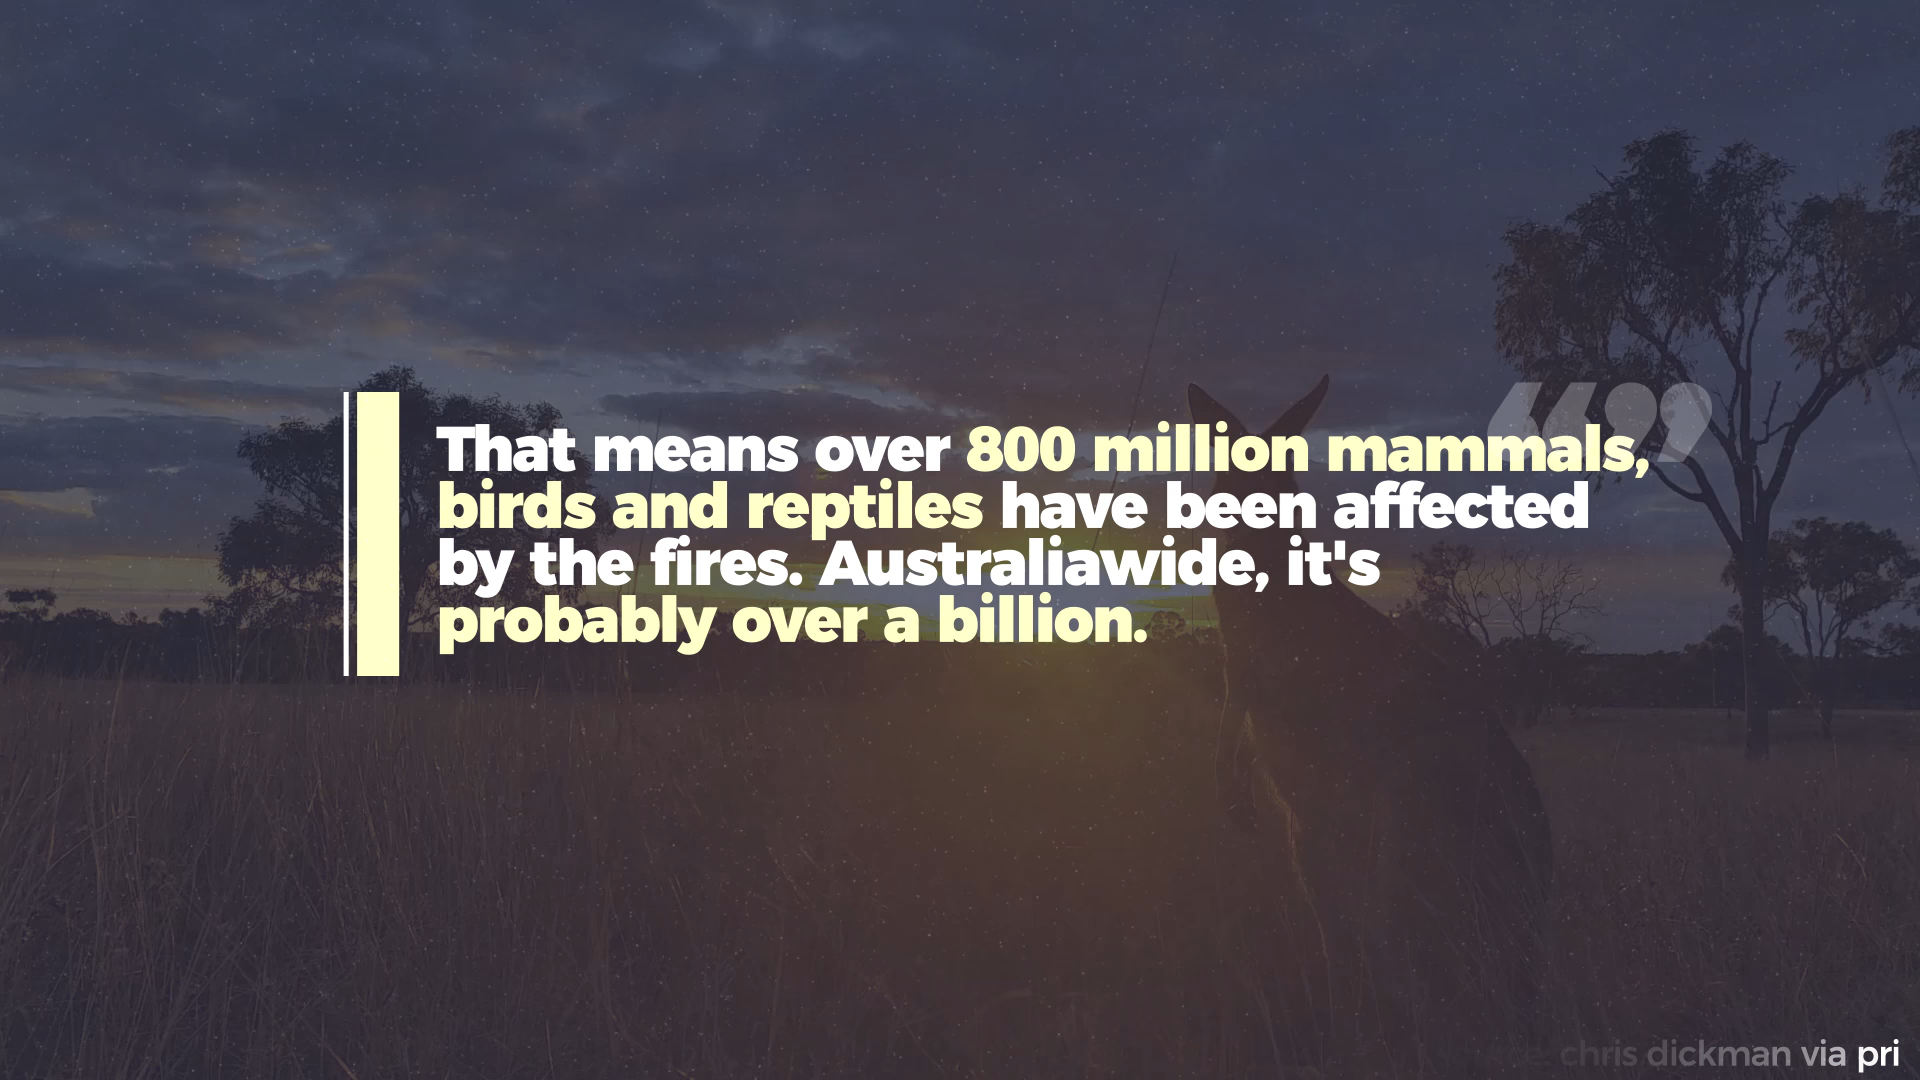 That means over 800 million mammals,
birds and reptiles have been affected
by the fires. Australiawide, it's
probably over a billion.
chris dickman via pri